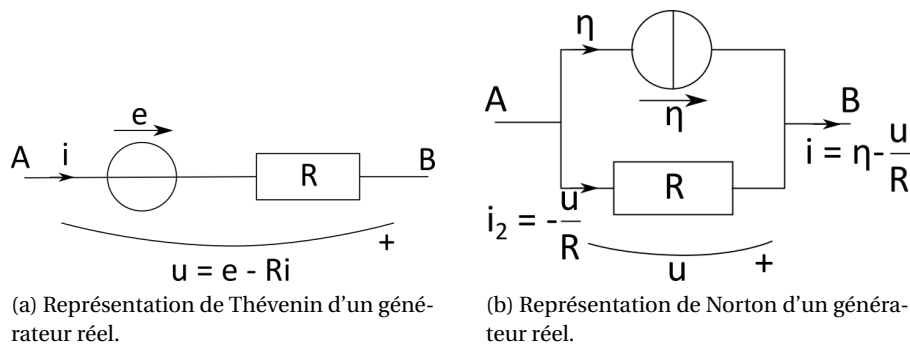 e
A
i
R
B
+
u = e - Ri
(a) Représentation de Thévenin d'un géné-
rateur réel.
η
A
η
B
i = η - u/R
R
i₂ = - u/R
u
+
(b) Représentation de Norton d'un généra-
teur réel.